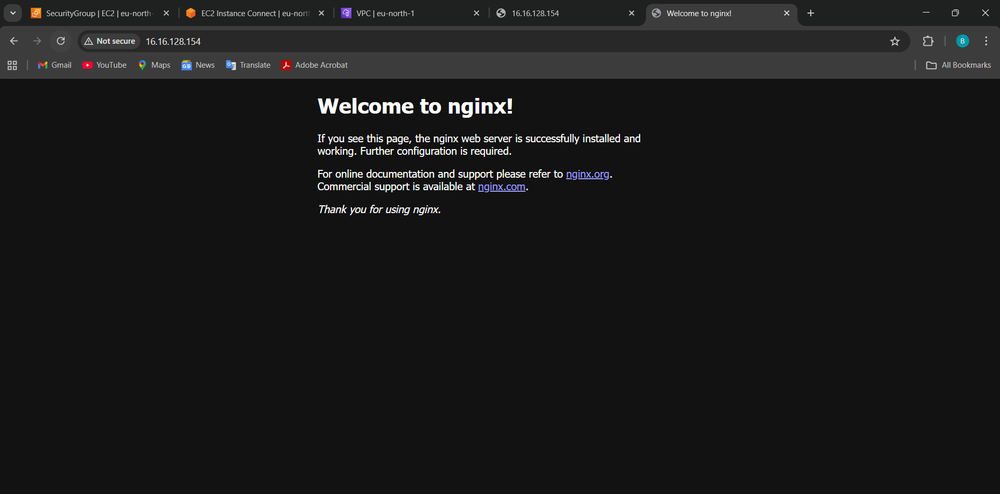 SecurityGroup | EC2 | eu-north-
EC2 Instance Connect | eu-nort
VPC | eu-north-1
16.16.128.154
Welcome to nginx!
Not secure
16.16.128.154
B
Gmail
YouTube
Maps
News
Translate
Adobe Acrobat
All Bookmarks
Welcome to nginx!
If you see this page, the nginx web server is successfully installed and
working. Further configuration is required.
For online documentation and support please refer to nginx.org.
Commercial support is available at nginx.com.
Thank you for using nginx.